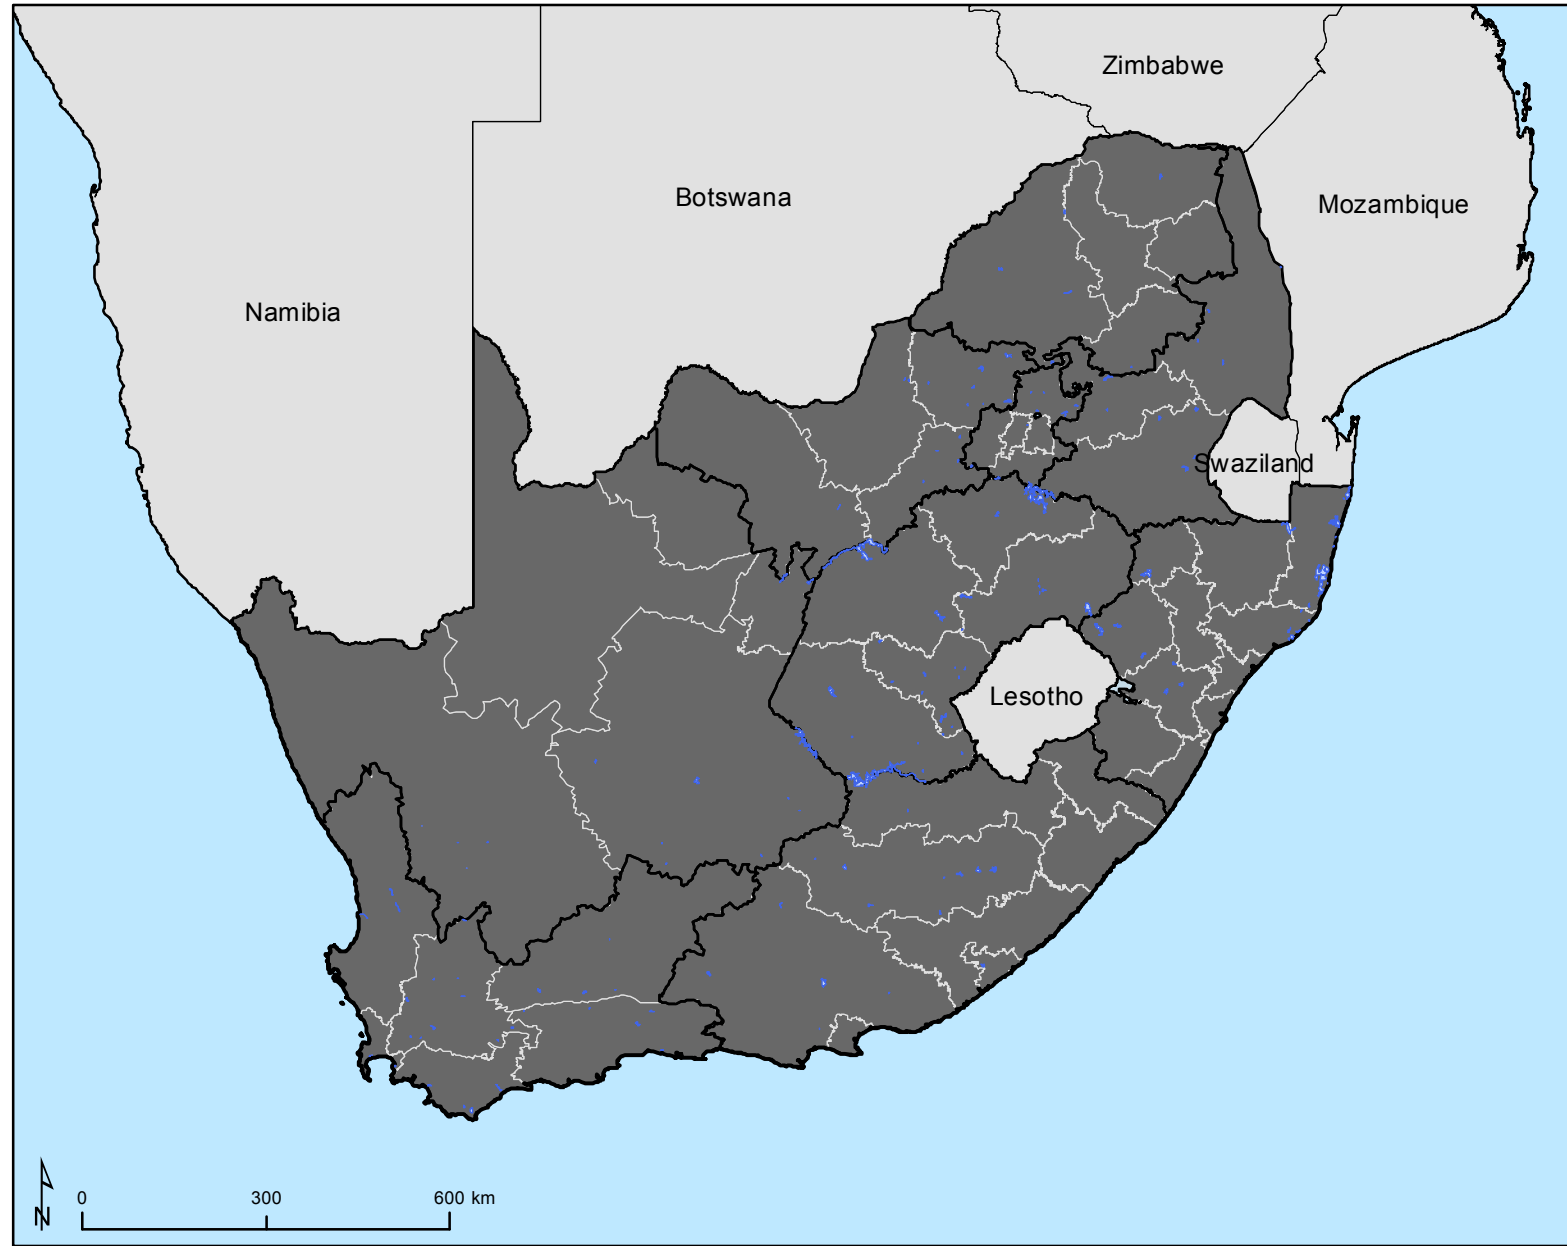 Zimbabwe
Botswana
Mozambique
Namibia
Swaziland
Lesotho
N
0 300 600 km